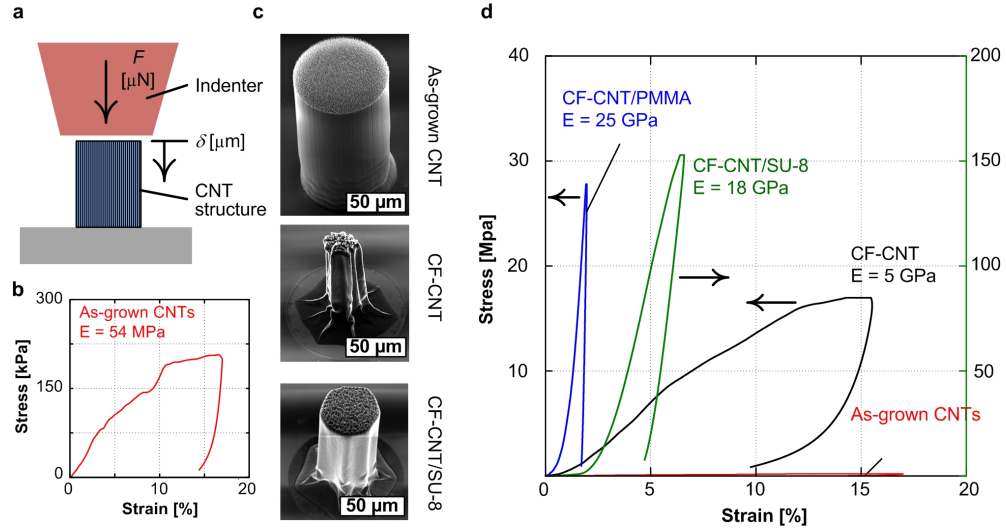 a
F
[μN]
Indenter
δ [μm]
CNT
structure
b
300
150
0
Stress [kPa]
As-grown CNTs
E = 54 MPa
0
5
10
15
20
Strain [%]
c
As-grown CNT
50 μm
CF-CNT
50 μm
CF-CNT/SU-8
50 μm
d
40
30
20
10
0
Stress [Mpa]
200
150
100
50
CF-CNT/PMMA
E = 25 GPa
CF-CNT/SU-8
E = 18 GPa
CF-CNT
E = 5 GPa
As-grown CNTs
5
10
15
20
Strain [%]